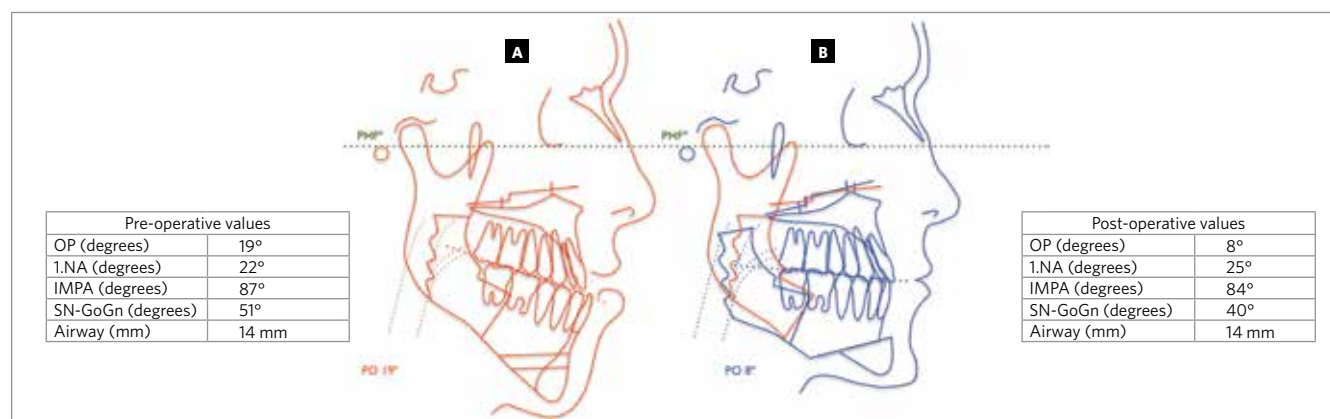 A
B
PHF°
PHF°
Pre-operative values
OP (degrees) 19°
1.NA (degrees) 22°
IMPA (degrees) 87°
SN-GoGn (degrees) 51°
Airway (mm) 14 mm
Post-operative values
OP (degrees) 8°
1.NA (degrees) 25°
IMPA (degrees) 84°
SN-GoGn (degrees) 40°
Airway (mm) 14 mm
PO 19°
PO 8°